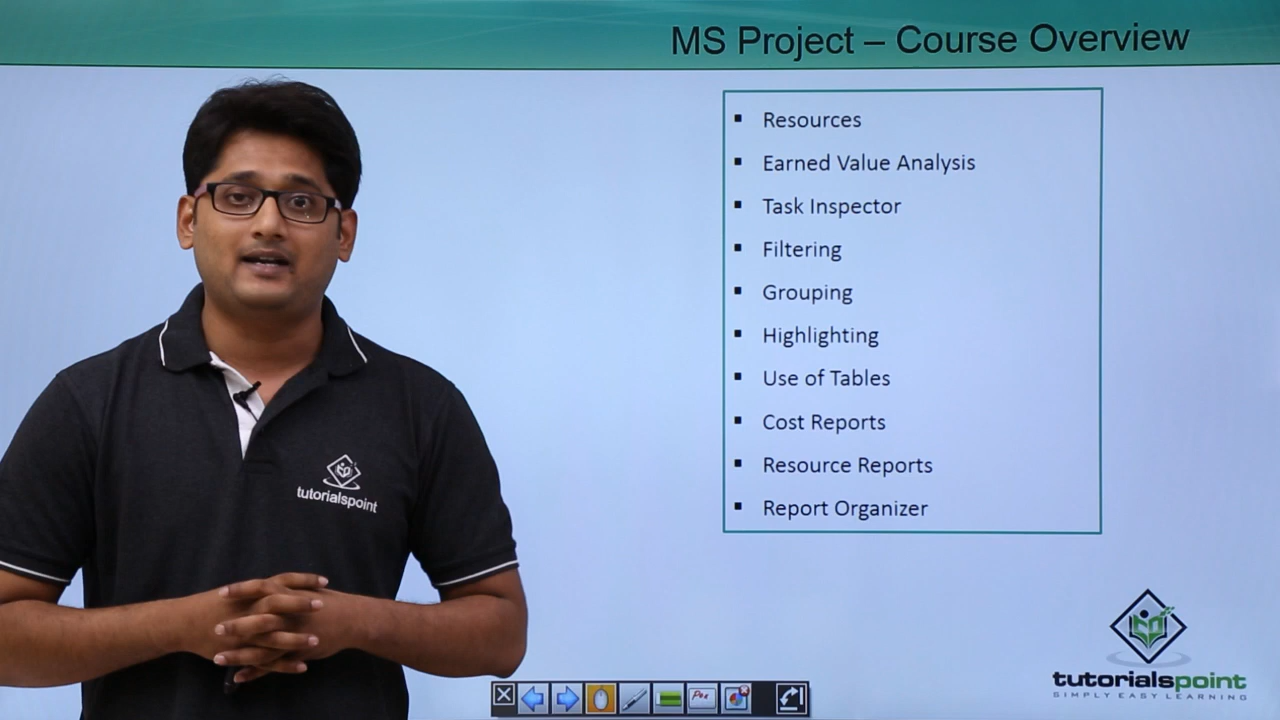 MS Project – Course Overview
Resources
Earned Value Analysis
Task Inspector
Filtering
Grouping
Highlighting
Use of Tables
Cost Reports
Resource Reports
Report Organizer
tutorialspoint
tutorialspoint
SIMPLY EASY LEARNING
Pen